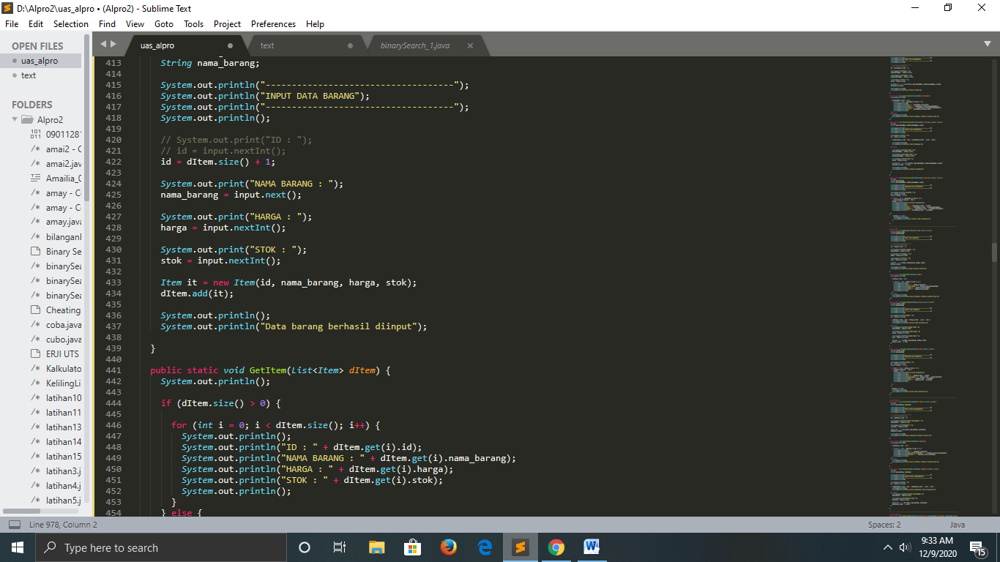 D:\Alpro2\uas_alpro • (Alpro2) - Sublime Text
File Edit Selection Find View Goto Tools Project Preferences Help
OPEN FILES
uas_alpro
text
FOLDERS
Alpro2
09011281
amai2 - C
amai2.jav
Amailia_0
amay - C
amay - C
amay.java
bilanganl
Binary Se
binarySea
binarySea
binarySea
Cheating
coba.java
cubo.java
ERJI UTS
Kalkulato
KelilingLi
latihan10
latihan11
latihan13
latihan14
latihan15
latihan3.j
latihan4.j
latihan5.j
uas_alpro
text
binarySearch_1.java
413 String nama_barang;
414
415 System.out.println("------------------------------------");
416 System.out.println("INPUT DATA BARANG");
417 System.out.println("------------------------------------");
418 System.out.println();
419
420 // System.out.print("ID : ");
421 // id = input.nextInt();
422 id = dItem.size() + 1;
423
424 System.out.print("NAMA BARANG : ");
425 nama_barang = input.next();
426
427 System.out.print("HARGA : ");
428 harga = input.nextInt();
429
430 System.out.print("STOK : ");
431 stok = input.nextInt();
432
433 Item it = new Item(id, nama_barang, harga, stok);
434 dItem.add(it);
435
436 System.out.println();
437 System.out.println("Data barang berhasil diinput");
438
439 }
440
441 public static void GetItem(List<Item> dItem) {
442 System.out.println();
443
444 if (dItem.size() > 0) {
445
446 for (int i = 0; i < dItem.size(); i++) {
447 System.out.println();
448 System.out.println("ID : " + dItem.get(i).id);
449 System.out.println("NAMA BARANG : " + dItem.get(i).nama_barang);
450 System.out.println("HARGA : " + dItem.get(i).harga);
451 System.out.println("STOK : " + dItem.get(i).stok);
452 System.out.println();
453 }
454 } else {
Line 978, Column 2
Spaces: 2
Java
Type here to search
9:33 AM
12/9/2020
15